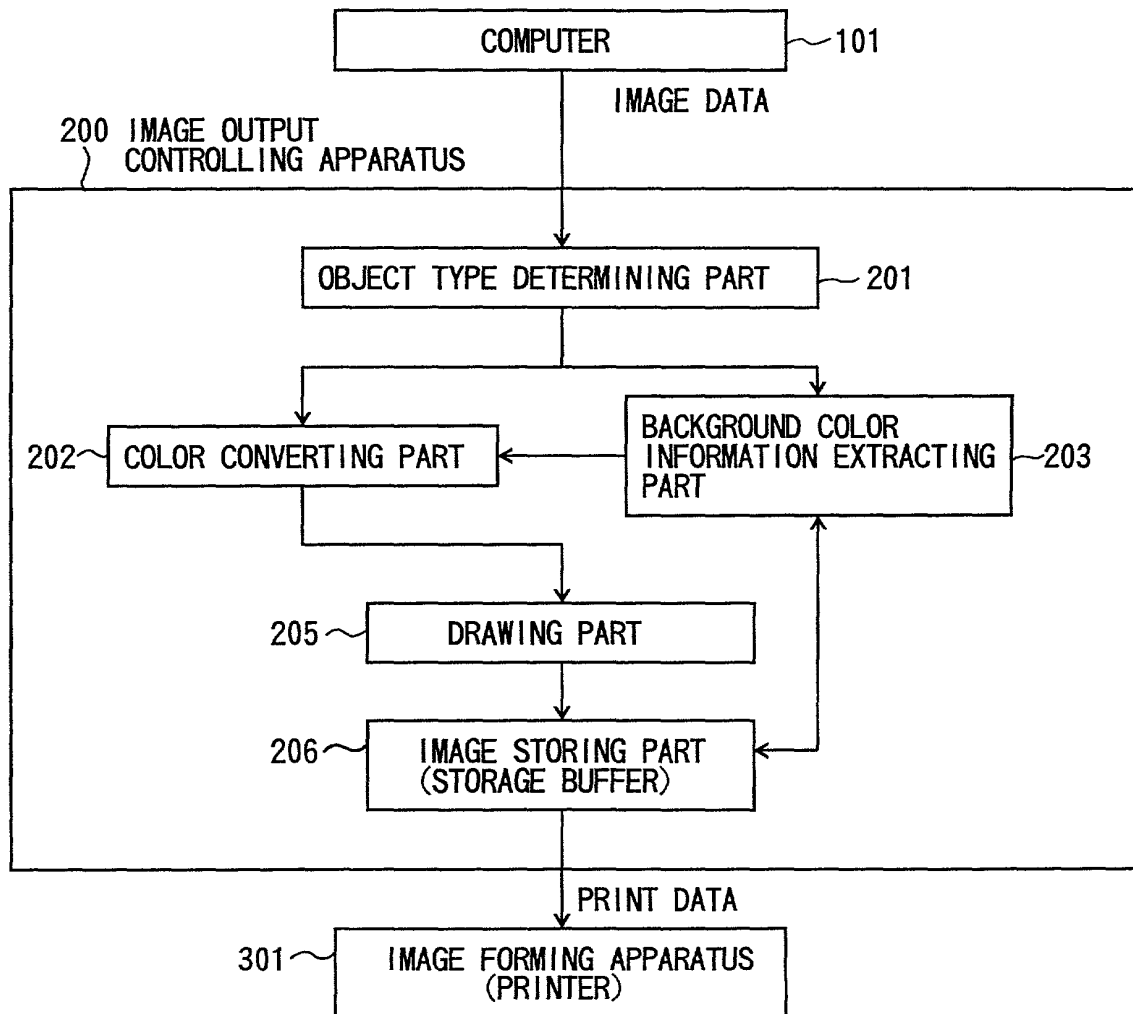 COMPUTER
101
IMAGE DATA
200 IMAGE OUTPUT
CONTROLLING APPARATUS
OBJECT TYPE DETERMINING PART
201
202
COLOR CONVERTING PART
BACKGROUND COLOR
INFORMATION EXTRACTING
PART
203
205
DRAWING PART
206
IMAGE STORING PART
(STORAGE BUFFER)
PRINT DATA
301
IMAGE FORMING APPARATUS
(PRINTER)